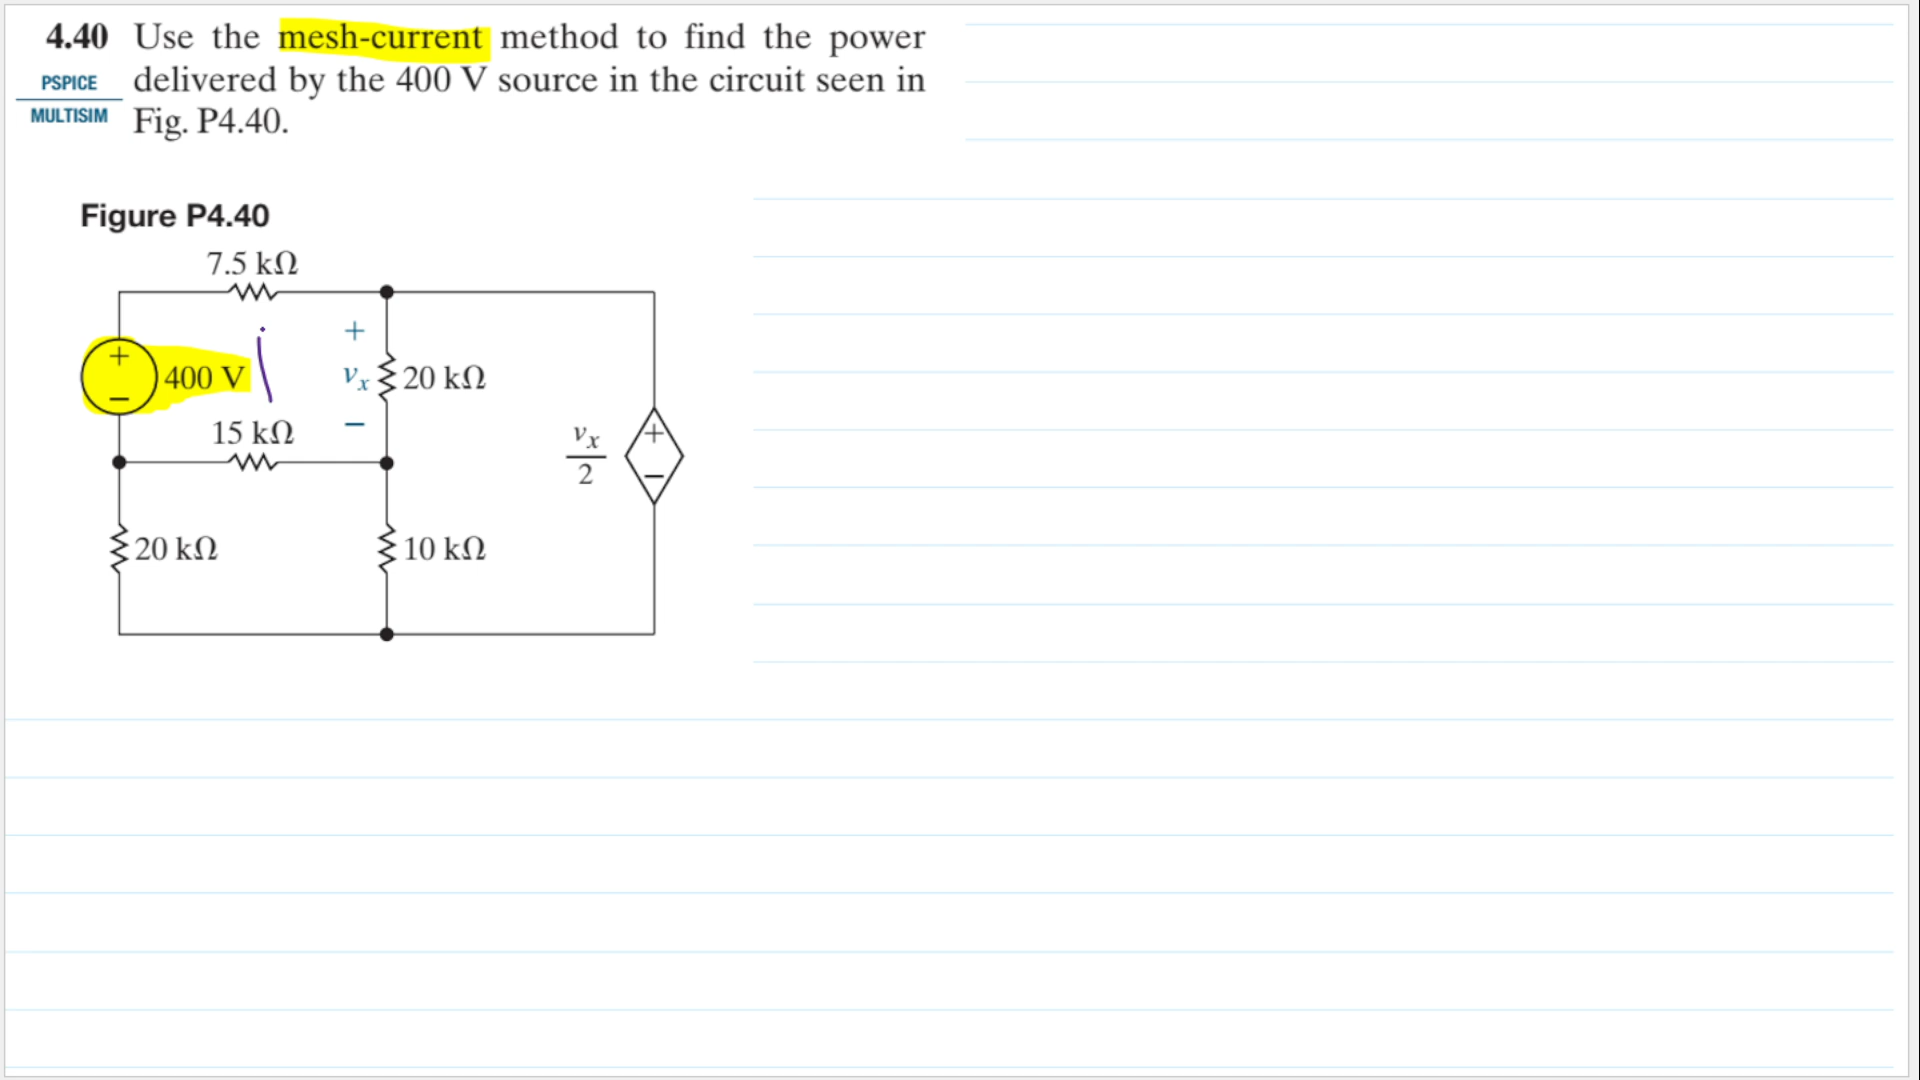 4.40 Use the mesh-current method to find the power
PSPICE delivered by the 400 V source in the circuit seen in
MULTISIM Fig. P4.40.
Figure P4.40
7.5 kΩ
+
+
i
400 V
vx
20 kΩ
−
15 kΩ
−
vx
2
+
−
20 kΩ
10 kΩ